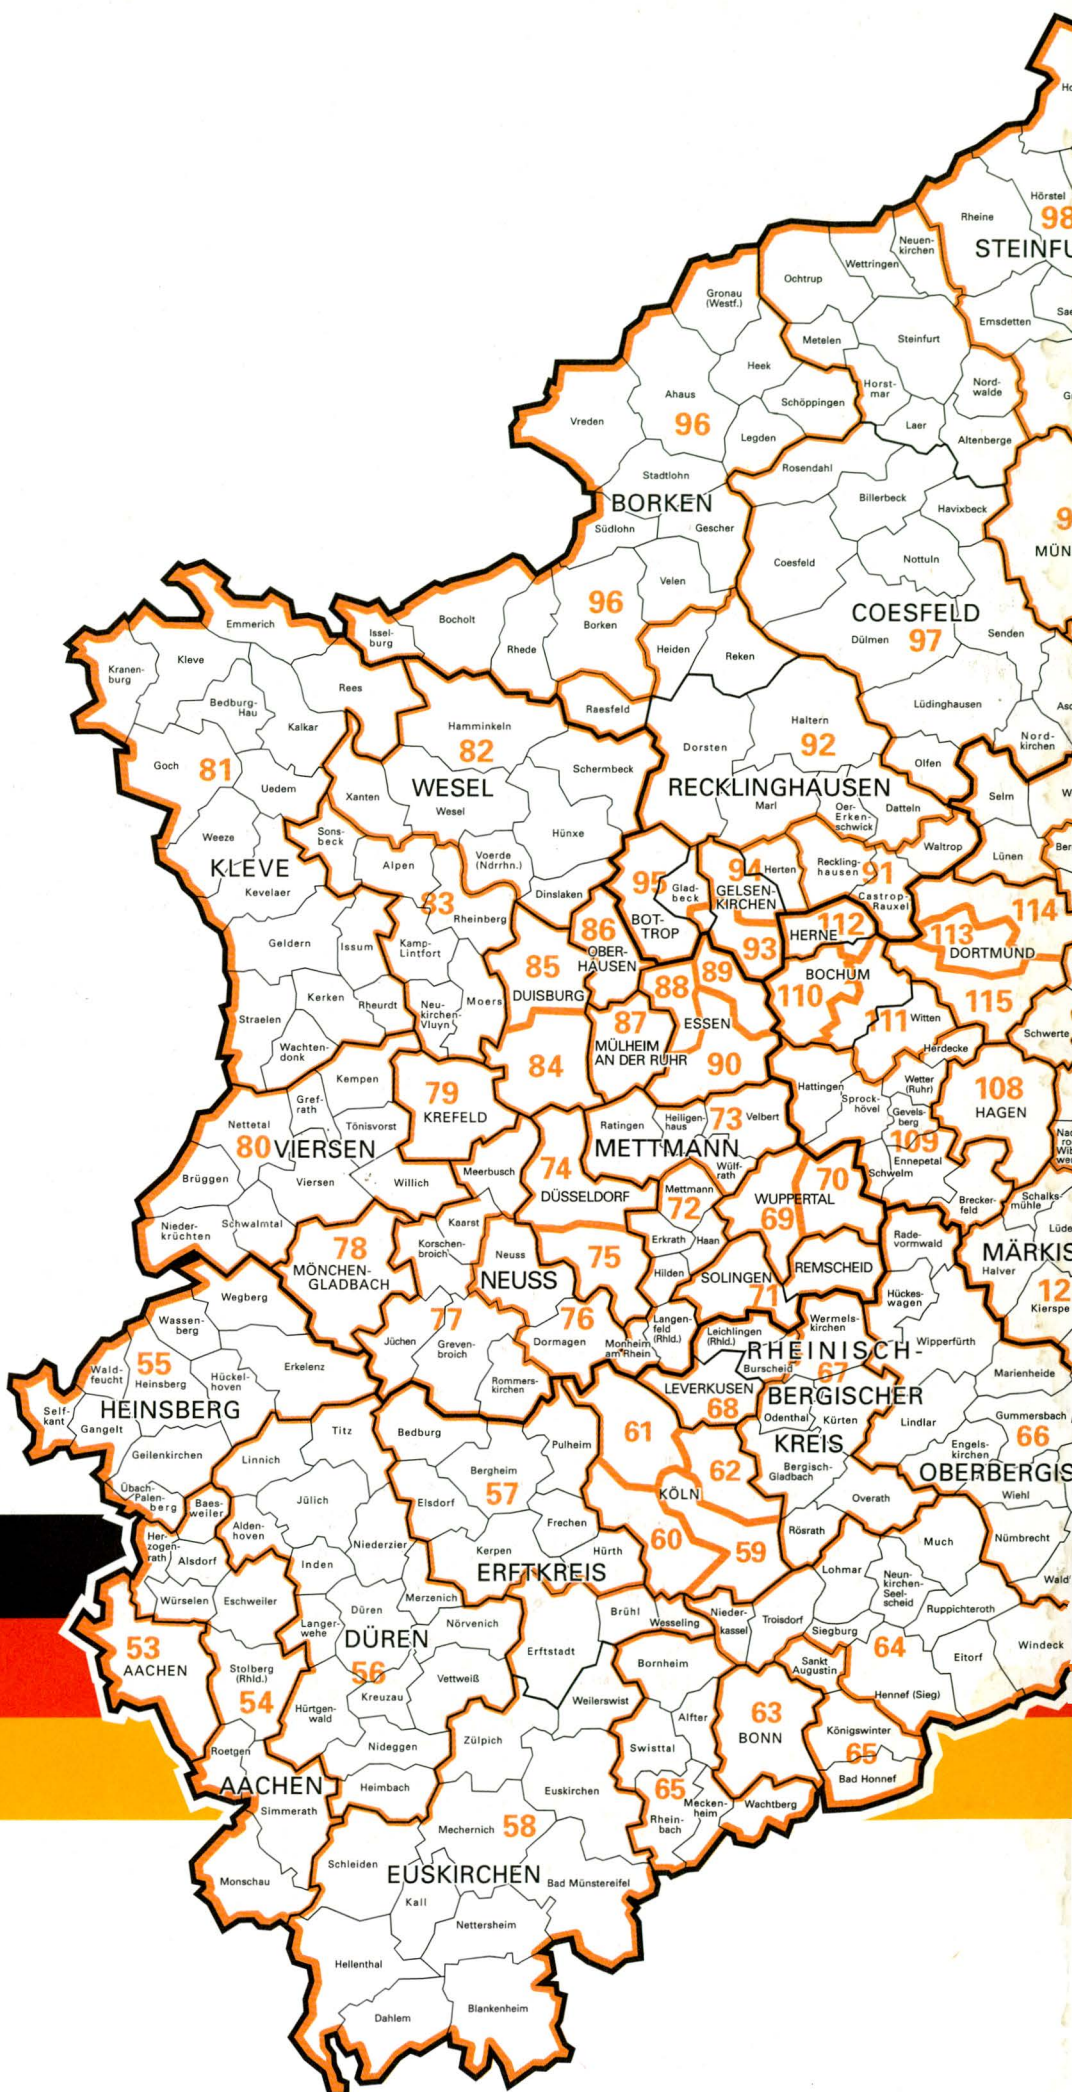 Hörstel
Rheine
98
STEINFU
Neuen-
kirchen
Wettringen
Ochtrup
Gronau
(Westf.)
Emsdetten
Sae
Metelen
Steinfurt
Heek
Horst-
mar
Nord-
walde
Ahaus
Schöppingen
96
Vreden
Laer
Legden
Altenberge
Rosendahl
Stadtlohn
Billerbeck
BORKEN
Havixbeck
9
Südlohn
Gescher
MÜN
Coesfeld
Nottuln
Velen
96
Borken
COESFELD
97
Dülmen
Senden
Emmerich
Bocholt
Issel-
burg
Rhede
Heiden
Reken
Kranen-
burg
Kleve
Rees
Bedburg-
Hau
Lüdinghausen
Asc
Raesfeld
Kalkar
Hamminkeln
82
Haltern
92
Dorsten
Nord-
kirchen
Goch
81
Schermbeck
Olfen
Uedem
WESEL
Wesel
RECKLINGHAUSEN
Xanten
Marl
Oer-
Erken-
schwick
Datteln
Selm
W
Weeze
Sons-
beck
Hünxe
Waltrop
Lünen
Ber
KLEVE
Alpen
Voerde
(Ndrrhn.)
Reckling-
hausen
91
94
Herten
GELSEN-
KIRCHEN
Kevelaer
83
Dinslaken
95
Glad-
beck
Castrop-
Rauxel
114
Rheinberg
BOT-
TROP
112
HERNE
113
DORTMUND
86
OBER-
HAUSEN
93
Geldern
Issum
Kamp-
Lintfort
85
DUISBURG
89
88
BOCHUM
110
Kerken
Rheurdt
Neu-
kirchen-
Vluyn
Moers
115
Straelen
87
MÜLHEIM
AN DER RUHR
ESSEN
111
Witten
Schwerte
Wachten-
donk
84
90
Herdecke
Kempen
79
KREFELD
Hattingen
Sprock-
hövel
Wetter
(Ruhr)
108
HAGEN
Gref-
rath
Gevels-
berg
109
Nettetal
Tönisvorst
Ratingen
Heiligen-
haus
73
Velbert
80
VIERSEN
METTMANN
Ennepetal
Schwelm
Brüggen
Viersen
Willich
Meerbusch
74
DÜSSELDORF
Wülf-
rath
70
WUPPERTAL
69
Mettmann
72
Brecker-
feld
Schalks-
mühle
Nieder-
krüchten
Schwalmtal
Kaarst
Lüde
78
MÖNCHEN-
GLADBACH
Korschen-
broich
Neuss
NEUSS
75
Erkrath
Haan
Rade-
vormwald
MÄRKIS
Halver
Hilden
SOLINGEN
71
REMSCHEID
12
Kierspe
Wegberg
Hückes-
wagen
Wassen-
berg
77
76
Langen-
feld
(Rhld.)
Wermels-
kirchen
Jüchen
Greven-
broich
Dormagen
Monheim
am Rhein
Leichlingen
(Rhld.)
Wipperfürth
RHEINISCH-
Wald-
feucht
55
Heinsberg
Erkelenz
Burscheid
67
Marienheide
Hückel-
hoven
Rommers-
kirchen
LEVERKUSEN
68
BERGISCHER
Self-
kant
HEINSBERG
Gangelt
Odenthal
Kürten
Lindlar
Gummersbach
66
Titz
Bedburg
61
KREIS
Geilenkirchen
Linnich
Pulheim
Bergisch-
Gladbach
Engels-
kirchen
Bergheim
57
62
OBERBERGIS
Übach-
Palen-
berg
Baes-
weiler
Jülich
Elsdorf
KÖLN
Overath
Wiehl
Alden-
hoven
Frechen
60
59
Rösrath
Her-
zogen-
rath
Alsdorf
Niederzier
Kerpen
Hürth
Much
Nümbrecht
Inden
ERFTKREIS
Lohmar
Neun-
kirchen-
Seel-
scheid
Wald
Würselen
Eschweiler
Merzenich
Düren
Brühl
Wesseling
Nieder-
kassel
Troisdorf
Ruppichteroth
Langer-
wehe
DÜREN
Nörvenich
Siegburg
53
AACHEN
Erftstadt
64
Windeck
Stolberg
(Rhld.)
54
56
Vettweiß
Bornheim
Sankt
Augustin
Eitorf
Kreuzau
Hürtgen-
wald
Weilerswist
Alfter
63
BONN
Hennef (Sieg)
Königswinter
65
Bad Honnef
Roetgen
Nideggen
Zülpich
Swisttal
AACHEN
Heimbach
Euskirchen
65
Rhein-
bach
Mecken-
heim
Wachtberg
Simmerath
Mechernich
58
Schleiden
EUSKIRCHEN
Monschau
Kall
Bad Münstereifel
Nettersheim
Hellenthal
Dahlem
Blankenheim